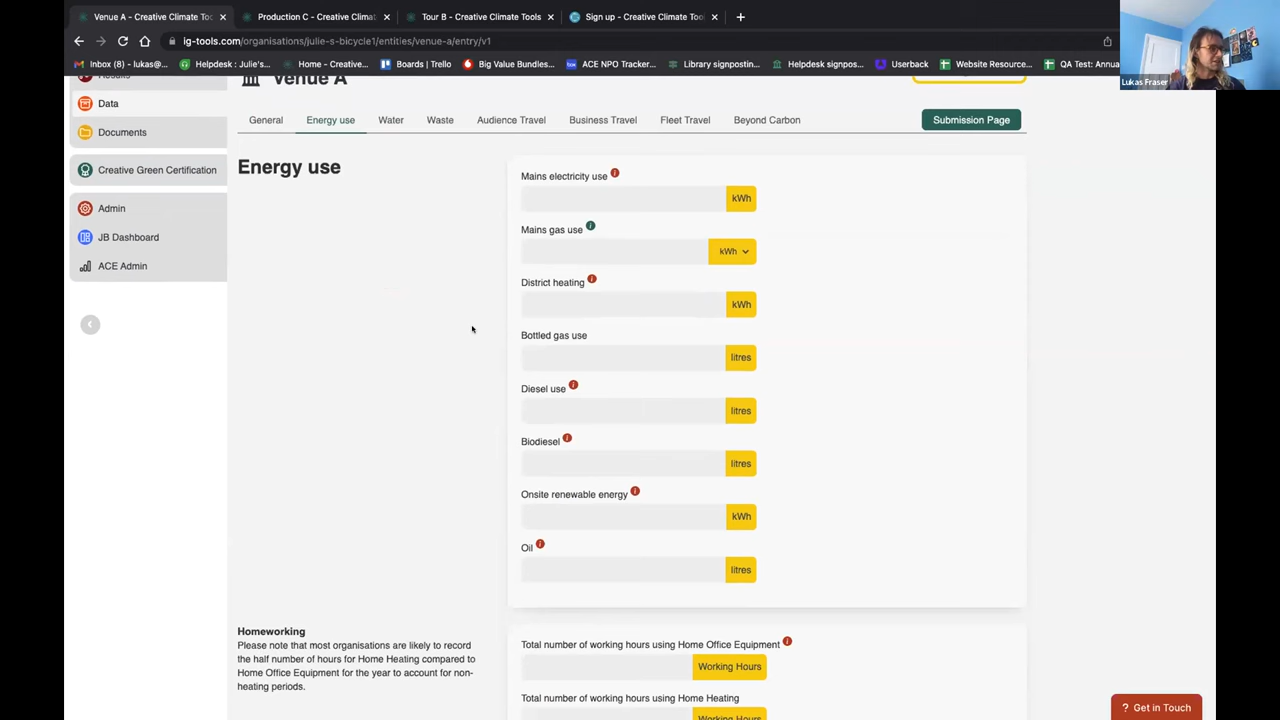 Venue A - Creative Climate Toc
Production C - Creative Climat
Tour B - Creative Climate Tools
Sign up - Creative Climate Tool
ig-tools.com/organisations/julie-s-bicycle1/entities/venue-a/entry/v1
Inbox (8) - lukas@...
Helpdesk : Julie's...
Home - Creative...
Boards | Trello
Big Value Bundles...
ACE NPO Tracker...
Library signpostin...
Helpdesk signpos...
Userback
Website Resource...
QA Test: Annua
Lukas Fraser
Results
Venue A
Data
Documents
Creative Green Certification
Admin
JB Dashboard
ACE Admin
General
Energy use
Water
Waste
Audience Travel
Business Travel
Fleet Travel
Beyond Carbon
Submission Page
Energy use
Mains electricity use
kWh
Mains gas use
kWh
District heating
kWh
Bottled gas use
litres
Diesel use
litres
Biodiesel
litres
Onsite renewable energy
kWh
Oil
litres
Homeworking
Please note that most organisations are likely to record
the half number of hours for Home Heating compared to
Home Office Equipment for the year to account for non-
heating periods.
Total number of working hours using Home Office Equipment
Working Hours
Total number of working hours using Home Heating
Working Hours
? Get in Touch